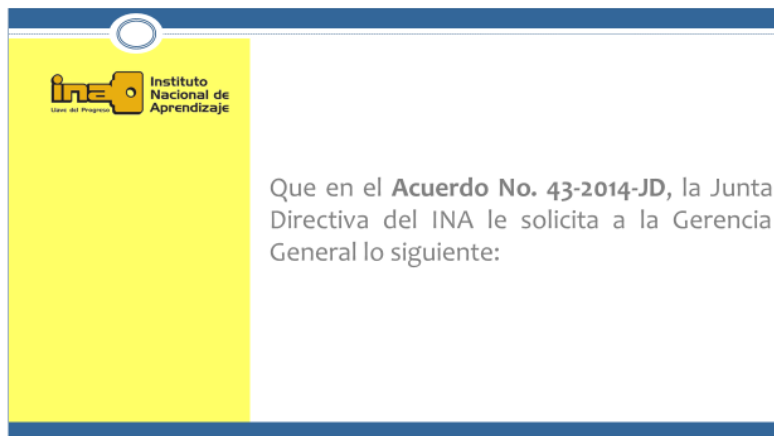 ina
Llave del Progreso
Instituto
Nacional de
Aprendizaje
Que en el Acuerdo No. 43-2014-JD, la Junta
Directiva del INA le solicita a la Gerencia
General lo siguiente: